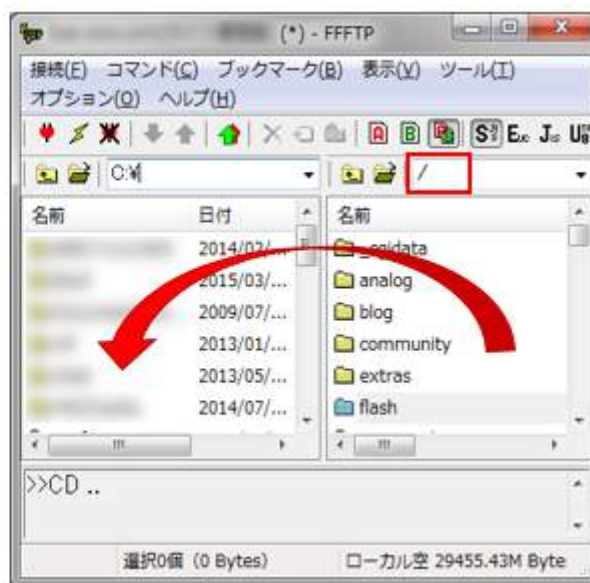 (*) - FFFTP
接続(F) コマンド(C) ブックマーク(B) 表示(V) ツール(T)
オプション(O) ヘルプ(H)
A B S EUC JIS U8
C:¥ /
名前 日付 名前
2014/02/... _cgidata
2015/03/... analog
2009/07/... blog
2013/01/... community
2013/05/... extras
2014/07/... flash
>>CD ..
選択0個 (0 Bytes) ローカル空 29455.43M Byte